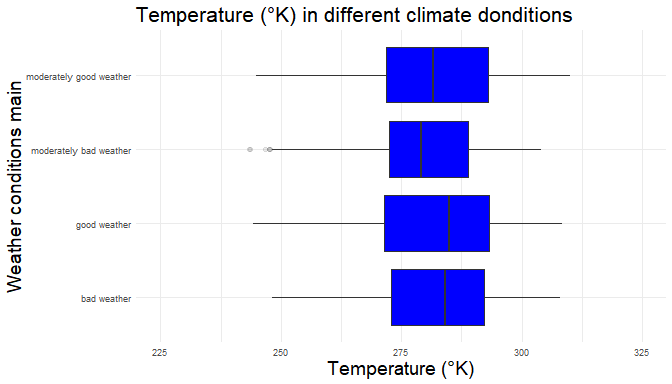 Temperature (°K) in different climate donditions
Weather conditions main
moderately good weather
moderately bad weather
good weather
bad weather
225 250 275 300 325
Temperature (°K)